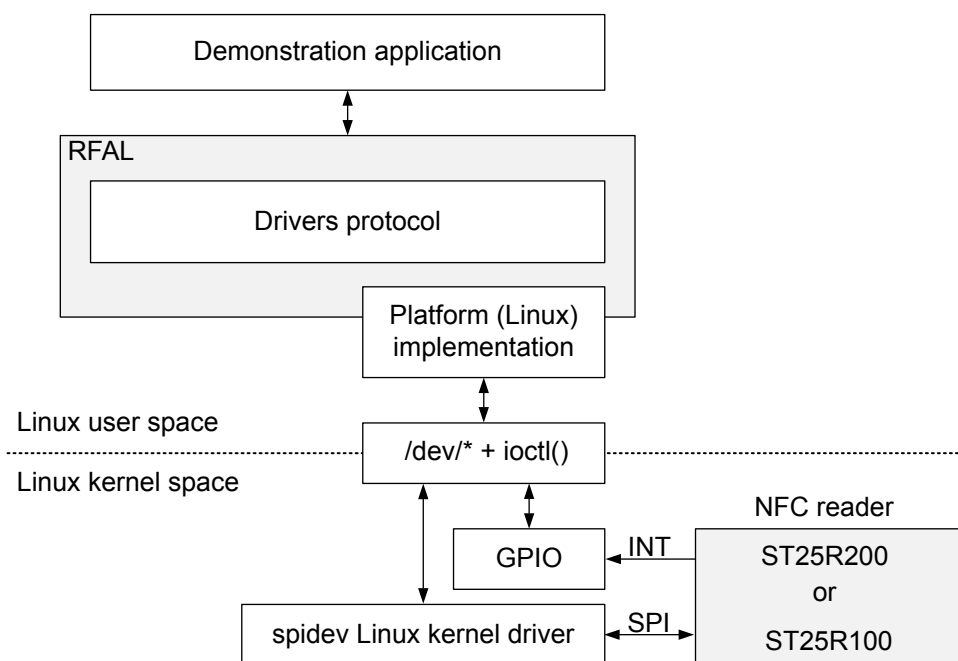 Demonstration application
RFAL
Drivers protocol
Platform (Linux)
implementation
Linux user space
/dev/* + ioctl()
Linux kernel space
NFC reader
GPIO
INT
ST25R200
or
spidev Linux kernel driver
SPI
ST25R100